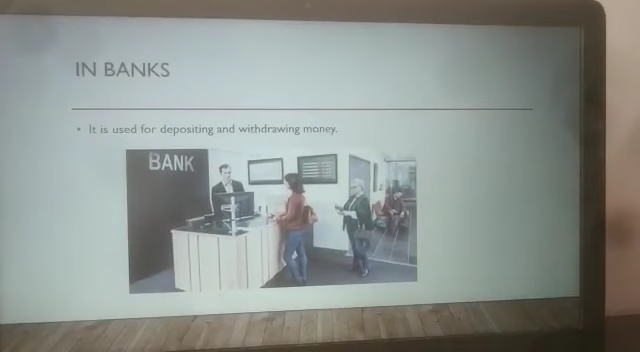 IN BANKS
• It is used for depositing and withdrawing money.
BANK